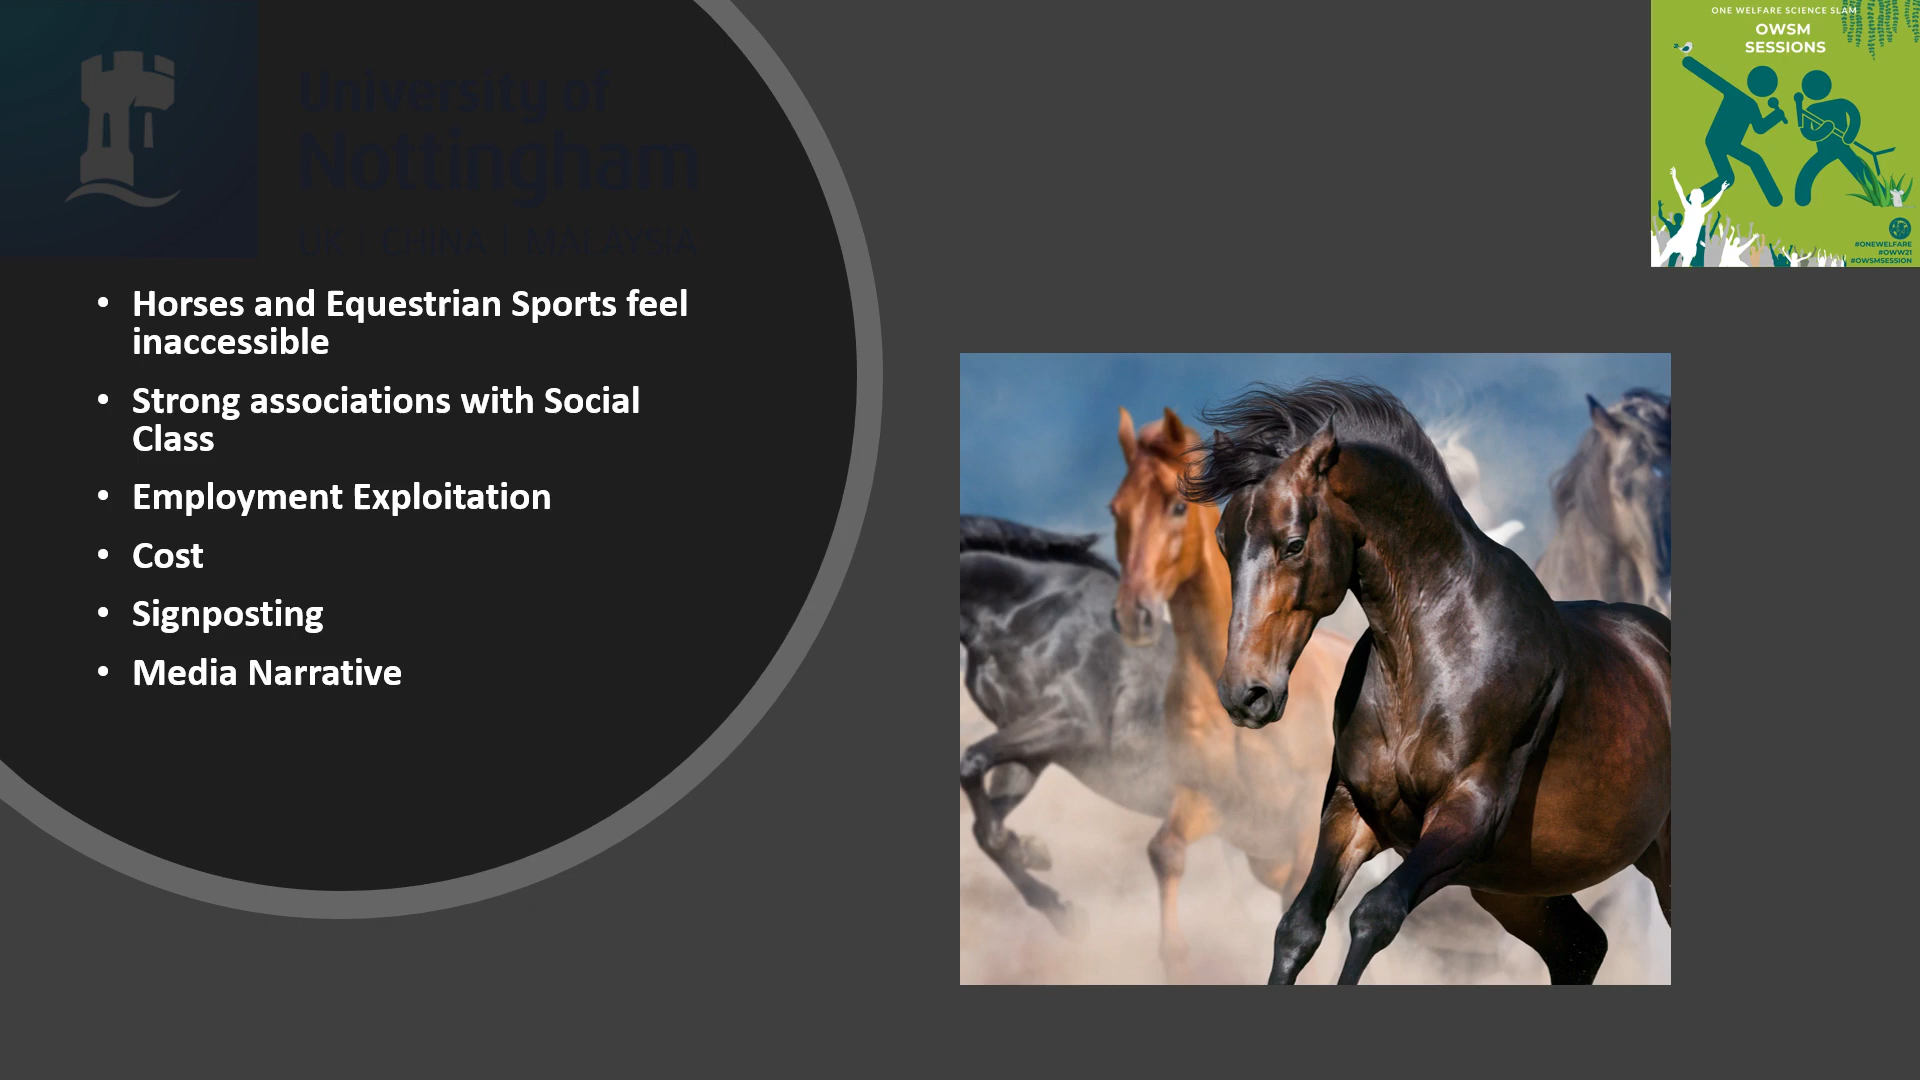 University of
Nottingham
UK | CHINA | MALAYSIA
ONE WELFARE SCIENCE SLAM
OWSM
SESSIONS
#ONEWELFARE
#OWW21
#OWSMSESSION
• Horses and Equestrian Sports feel
inaccessible
• Strong associations with Social
Class
• Employment Exploitation
• Cost
• Signposting
• Media Narrative